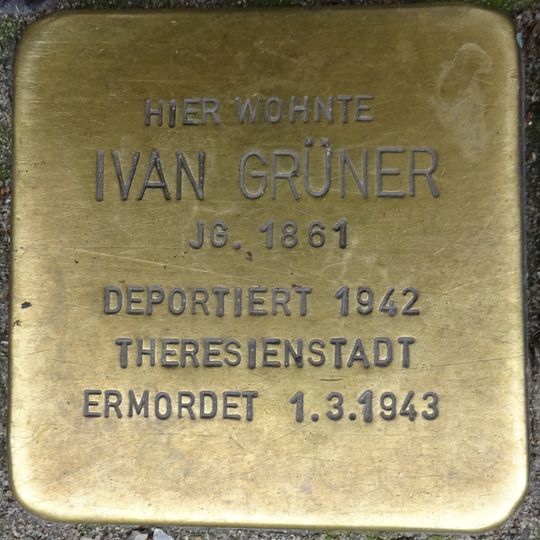 HIER WOHNTE
IVAN GRÜNER
JG. 1861
DEPORTIERT 1942
THERESIENSTADT
ERMORDET 1.3.1943